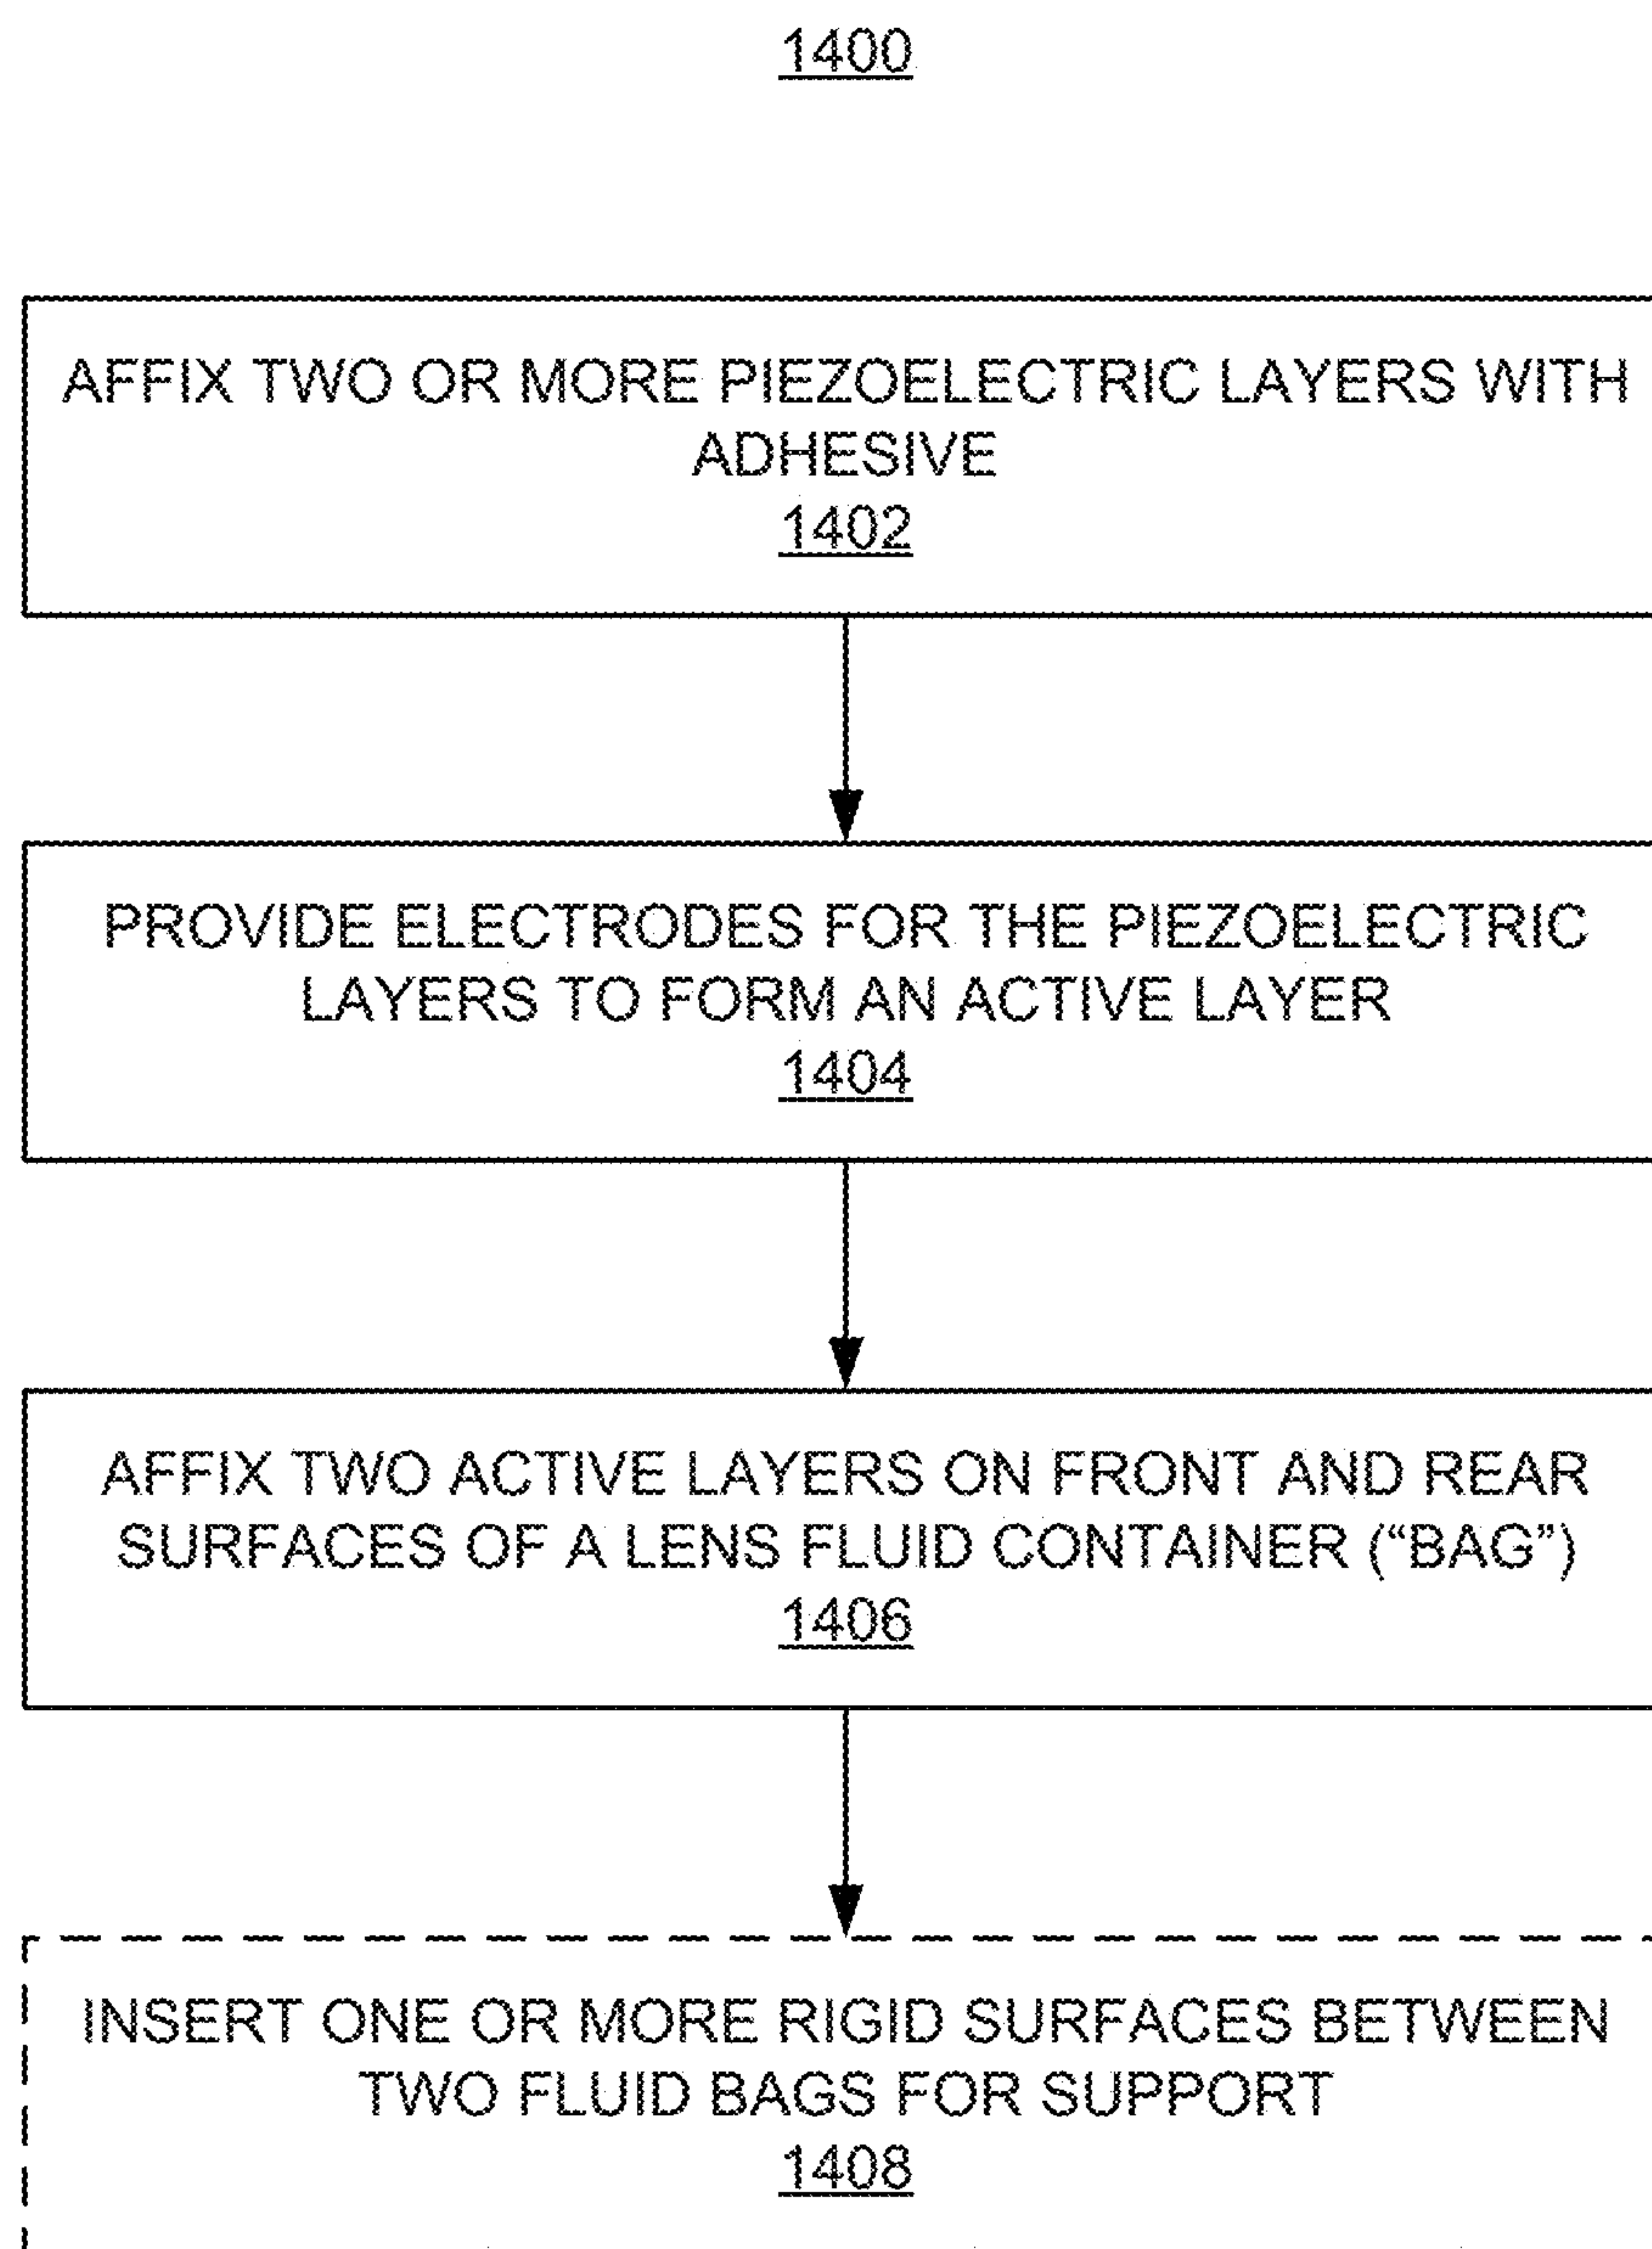 1400
AFFIX TWO OR MORE PIEZOELECTRIC LAYERS WITH
ADHESIVE
1402
PROVIDE ELECTRODES FOR THE PIEZOELECTRIC
LAYERS TO FORM AN ACTIVE LAYER
1404
AFFIX TWO ACTIVE LAYERS ON FRONT AND REAR
SURFACES OF A LENS FLUID CONTAINER (“BAG”)
1406
INSERT ONE OR MORE RIGID SURFACES BETWEEN
TWO FLUID BAGS FOR SUPPORT
1408